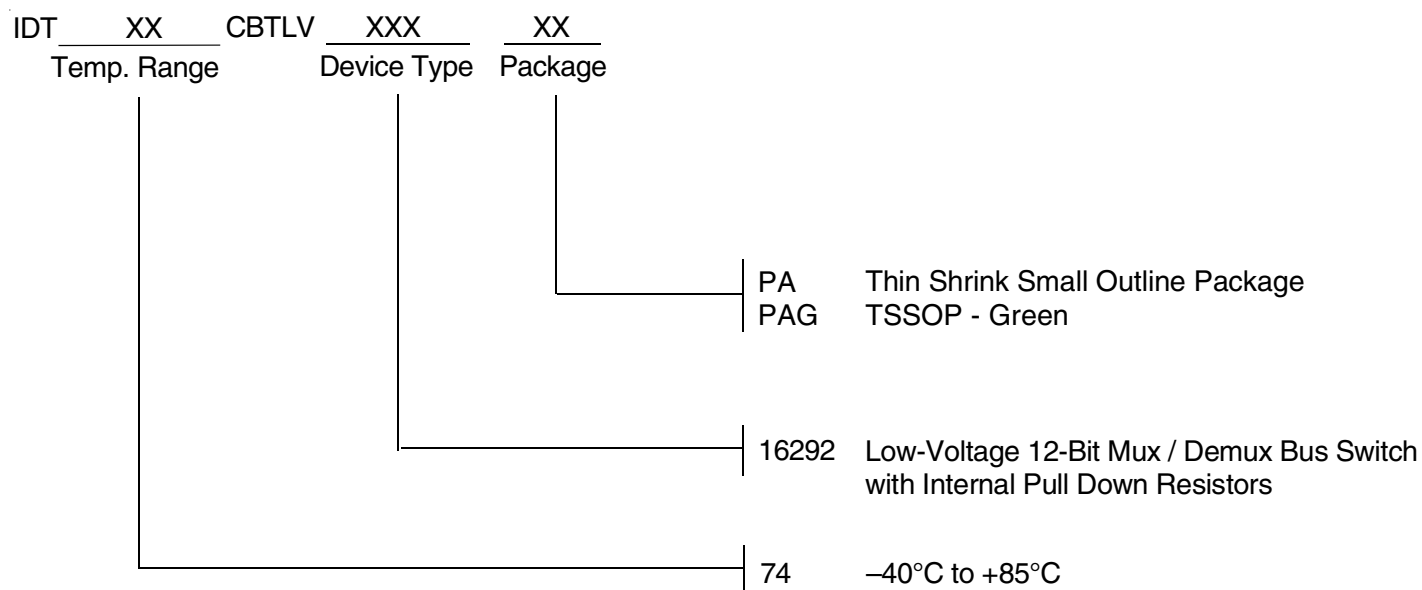 IDT XX CBTLV XXX XX
Temp. Range Device Type Package
PA Thin Shrink Small Outline Package
PAG TSSOP - Green
16292 Low-Voltage 12-Bit Mux / Demux Bus Switch
with Internal Pull Down Resistors
74 –40°C to +85°C